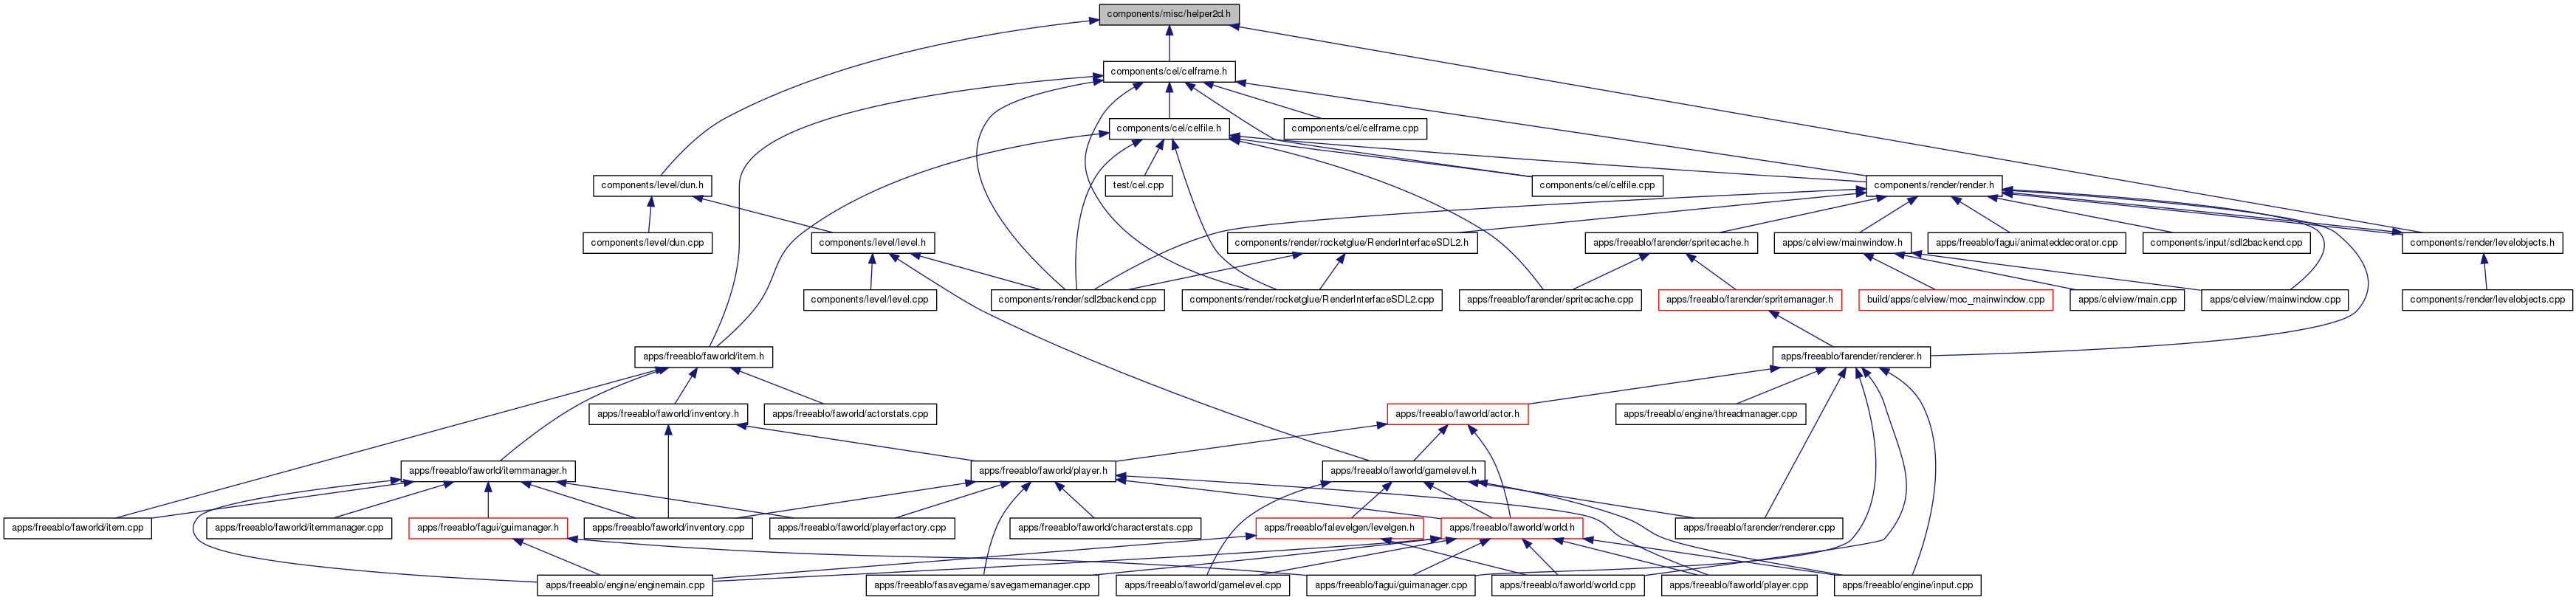 components/misc/helper2d.h
components/cel/celframe.h
components/cel/celfile.h
components/cel/celframe.cpp
components/level/dun.h
test/cel.cpp
components/cel/celfile.cpp
components/render/render.h
components/level/dun.cpp
components/level/level.h
components/render/rocketglue/RenderInterfaceSDL2.h
apps/freeablo/farender/spritecache.h
apps/celview/mainwindow.h
apps/freeablo/fagui/animateddecorator.cpp
components/input/sdl2backend.cpp
components/render/levelobjects.h
components/level/level.cpp
components/render/sdl2backend.cpp
components/render/rocketglue/RenderInterfaceSDL2.cpp
apps/freeablo/farender/spritecache.cpp
apps/freeablo/farender/spritemanager.h
build/apps/celview/moc_mainwindow.cpp
apps/celview/main.cpp
apps/celview/mainwindow.cpp
components/render/levelobjects.cpp
apps/freeablo/faworld/item.h
apps/freeablo/farender/renderer.h
apps/freeablo/faworld/inventory.h
apps/freeablo/faworld/actorstats.cpp
apps/freeablo/faworld/actor.h
apps/freeablo/engine/threadmanager.cpp
apps/freeablo/faworld/itemmanager.h
apps/freeablo/faworld/player.h
apps/freeablo/faworld/gamelevel.h
apps/freeablo/faworld/item.cpp
apps/freeablo/faworld/itemmanager.cpp
apps/freeablo/fagui/guimanager.h
apps/freeablo/faworld/inventory.cpp
apps/freeablo/faworld/playerfactory.cpp
apps/freeablo/faworld/characterstats.cpp
apps/freeablo/falevelgen/levelgen.h
apps/freeablo/faworld/world.h
apps/freeablo/farender/renderer.cpp
apps/freeablo/engine/enginemain.cpp
apps/freeablo/fasavegame/savegamemanager.cpp
apps/freeablo/faworld/gamelevel.cpp
apps/freeablo/fagui/guimanager.cpp
apps/freeablo/faworld/world.cpp
apps/freeablo/faworld/player.cpp
apps/freeablo/engine/input.cpp